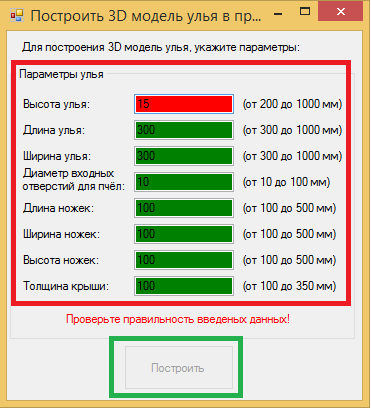 Построить 3D модель улья в пр...
Для построения 3D модель улья, укажите параметры:
Параметры улья
Высота улья: 15 (от 200 до 1000 мм)
Длина улья: 300 (от 300 до 1000 мм)
Ширина улья: 300 (от 300 до 1000 мм)
Диаметр входных
отверстий для пчёл: 10 (от 10 до 100 мм)
Длина ножек: 100 (от 100 до 500 мм)
Ширина ножек: 100 (от 100 до 500 мм)
Высота ножек: 100 (от 100 до 500 мм)
Толщина крыши: 100 (от 100 до 350 мм)
Проверьте правильность введеных данных!
Построить